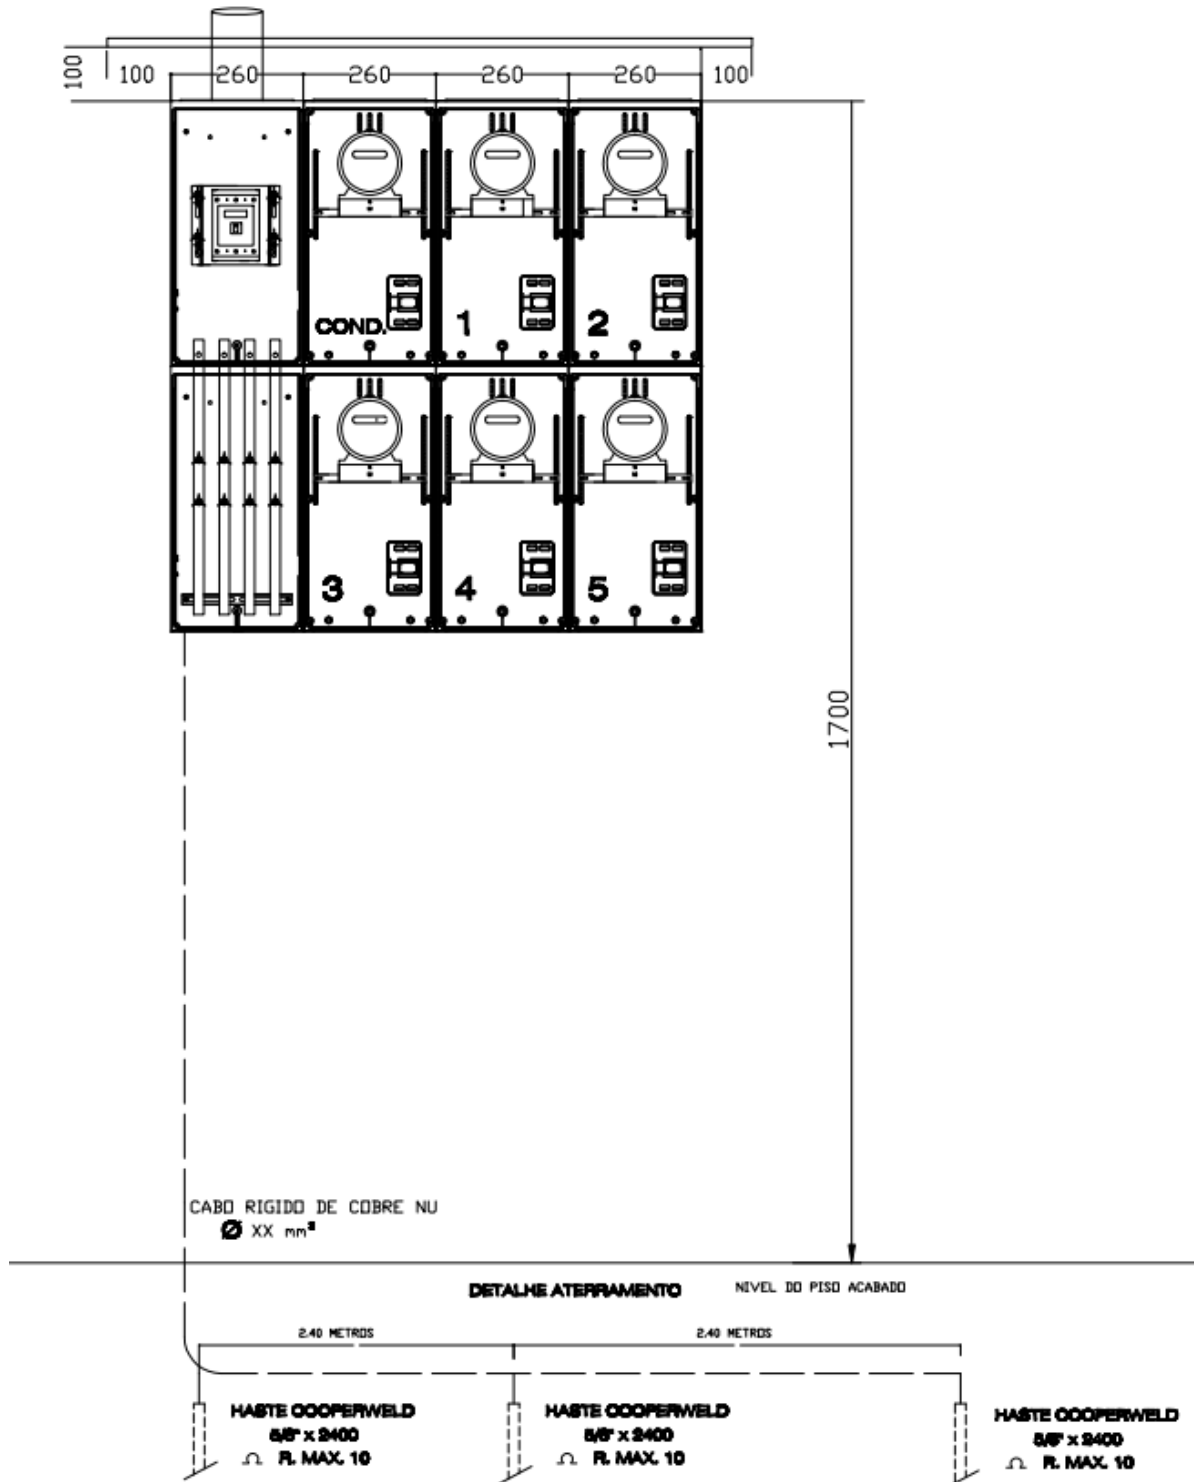 100
100
260
260
260
260
100
COND.
1
2
3
4
5
1700
CABO RIGIDO DE COBRE NU
Ø XX mm²
DETALHE ATERRAMENTO
NIVEL DO PISO ACABADO
2.40 METROS
2.40 METROS
HASTE COOPERWELD
5/8" x 2400
Ω R. MAX. 10
HASTE COOPERWELD
5/8" x 2400
Ω R. MAX. 10
HASTE COOPERWELD
5/8" x 2400
Ω R. MAX. 10